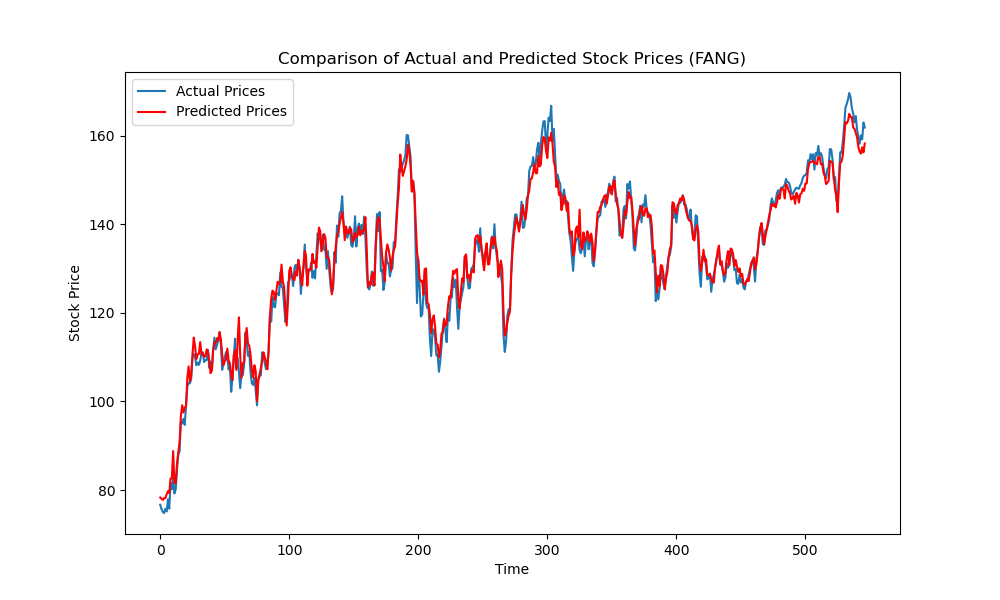 Comparison of Actual and Predicted Stock Prices (FANG)
Actual Prices
Predicted Prices
160
140
120
100
80
Stock Price
0
100
200
300
400
500
Time